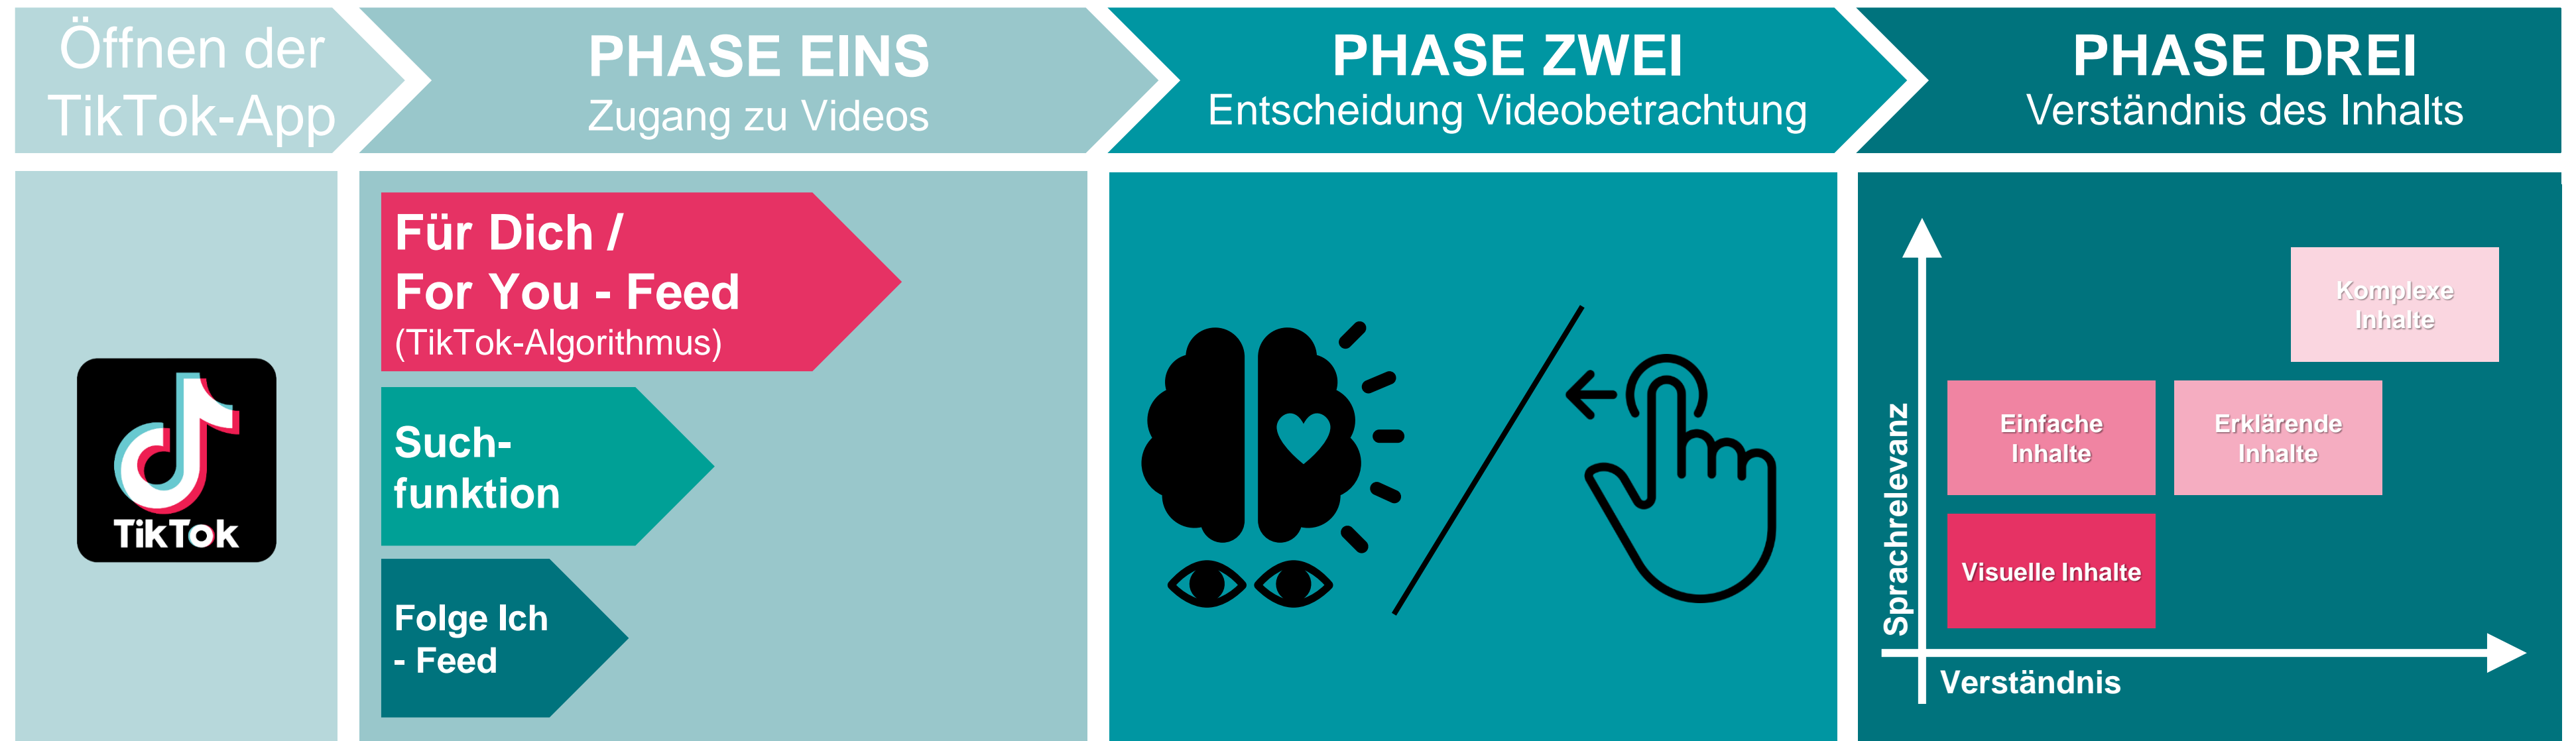 Öffnen der
TikTok-App
PHASE EINS
Zugang zu Videos
PHASE ZWEI
Entscheidung Videobetrachtung
PHASE DREI
Verständnis des Inhalts
TikTok
Für Dich /
For You - Feed
(TikTok-Algorithmus)
Such-
funktion
Folge Ich
- Feed
Sprachrelevanz
Komplexe
Inhalte
Einfache
Inhalte
Erklärende
Inhalte
Visuelle Inhalte
Verständnis